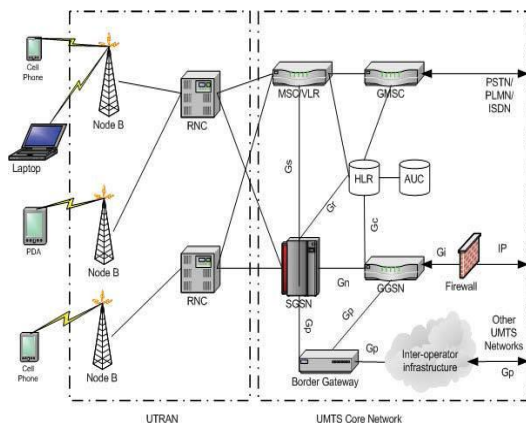 Cell
Phone
Node B
Laptop
RNC
MSC/VLR
GMSC
PSTN/
PLMN/
ISDN
Gs
Gr
HLR
AUC
Gc
PDA
Node B
RNC
SGSN
Gn
GGSN
Gi
Firewall
IP
Gp
Gp
Cell
Phone
Node B
Border Gateway
Gp
Inter-operator
infrastructure
Other
UMTS
Networks
Gp
UTRAN
UMTS Core Network